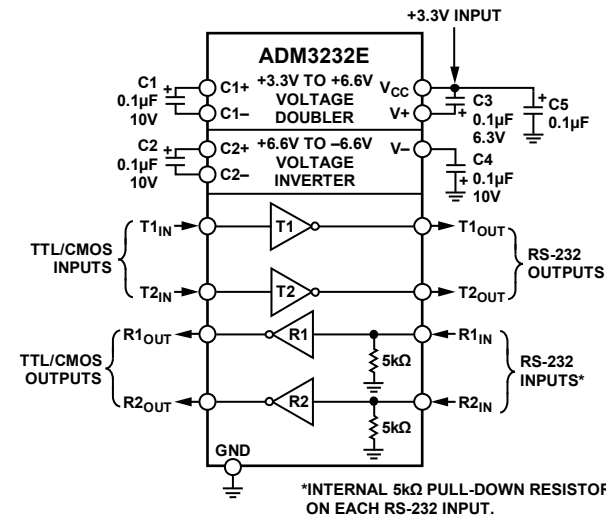 +3.3V INPUT
ADM3232E
C1
0.1µF
10V
+
C1+
C1–
+3.3V TO +6.6V
VOLTAGE
DOUBLER
VCC
V+
+
C3
0.1µF
6.3V
+
C5
0.1µF
C2
0.1µF
10V
+
C2+
C2–
+6.6V TO –6.6V
VOLTAGE
INVERTER
V–
+
C4
0.1µF
10V
TTL/CMOS
INPUTS
T1IN
T1
T1OUT
T2IN
T2
T2OUT
RS-232
OUTPUTS
TTL/CMOS
OUTPUTS
R1OUT
R1
R1IN
5kΩ
R2OUT
R2
R2IN
5kΩ
RS-232
INPUTS*
GND
*INTERNAL 5kΩ PULL-DOWN RESISTOR
ON EACH RS-232 INPUT.